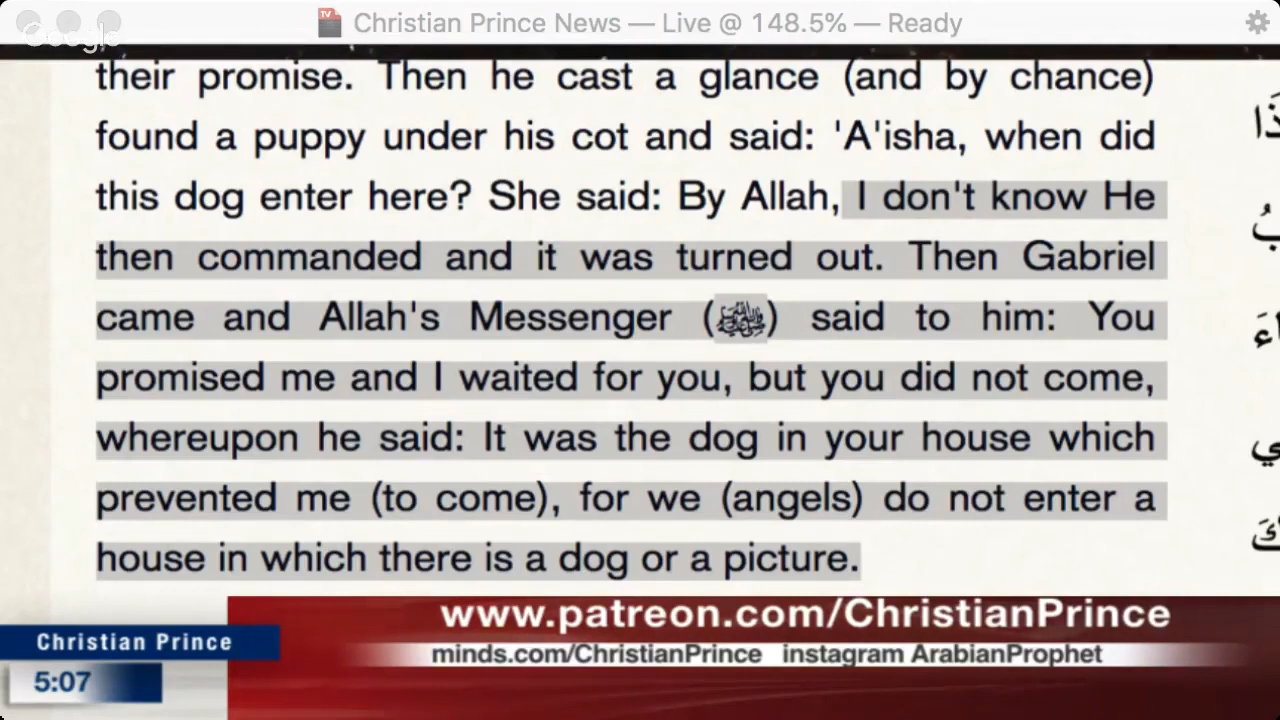 Christian Prince News — Live @ 148.5% — Ready
Google
their promise. Then he cast a glance (and by chance)
found a puppy under his cot and said: 'A'isha, when did
this dog enter here? She said: By Allah, I don't know He
then commanded and it was turned out. Then Gabriel
came and Allah's Messenger (ﷺ) said to him: You
promised me and I waited for you, but you did not come,
whereupon he said: It was the dog in your house which
prevented me (to come), for we (angels) do not enter a
house in which there is a dog or a picture.
www.patreon.com/ChristianPrince
Christian Prince
minds.com/ChristianPrince instagram ArabianProphet
5:07